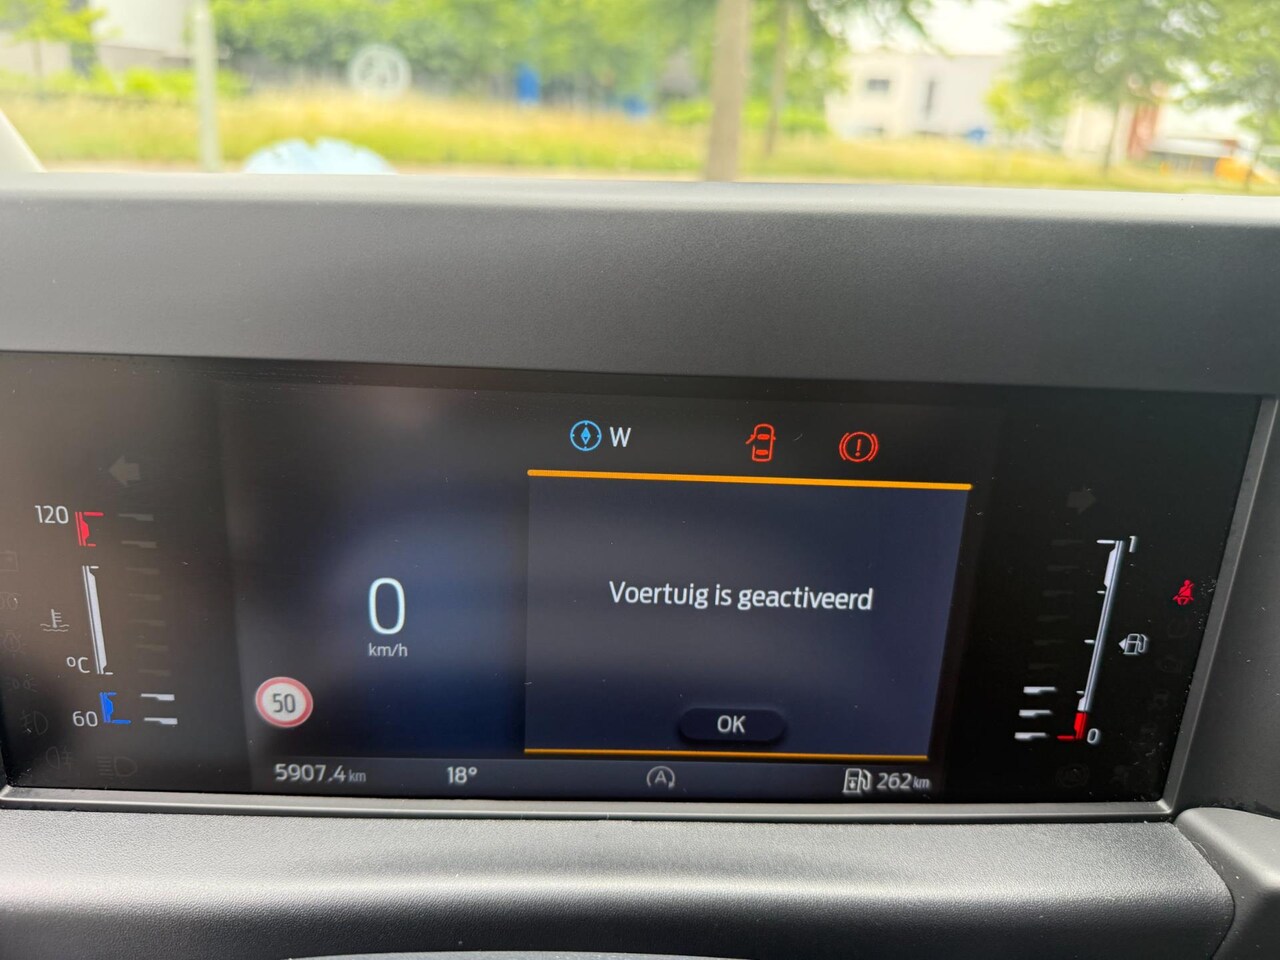 W
120
1
Voertuig is geactiveerd
0
km/h
°C
50
60
OK
0
5907.4 km
18°
A
262 km